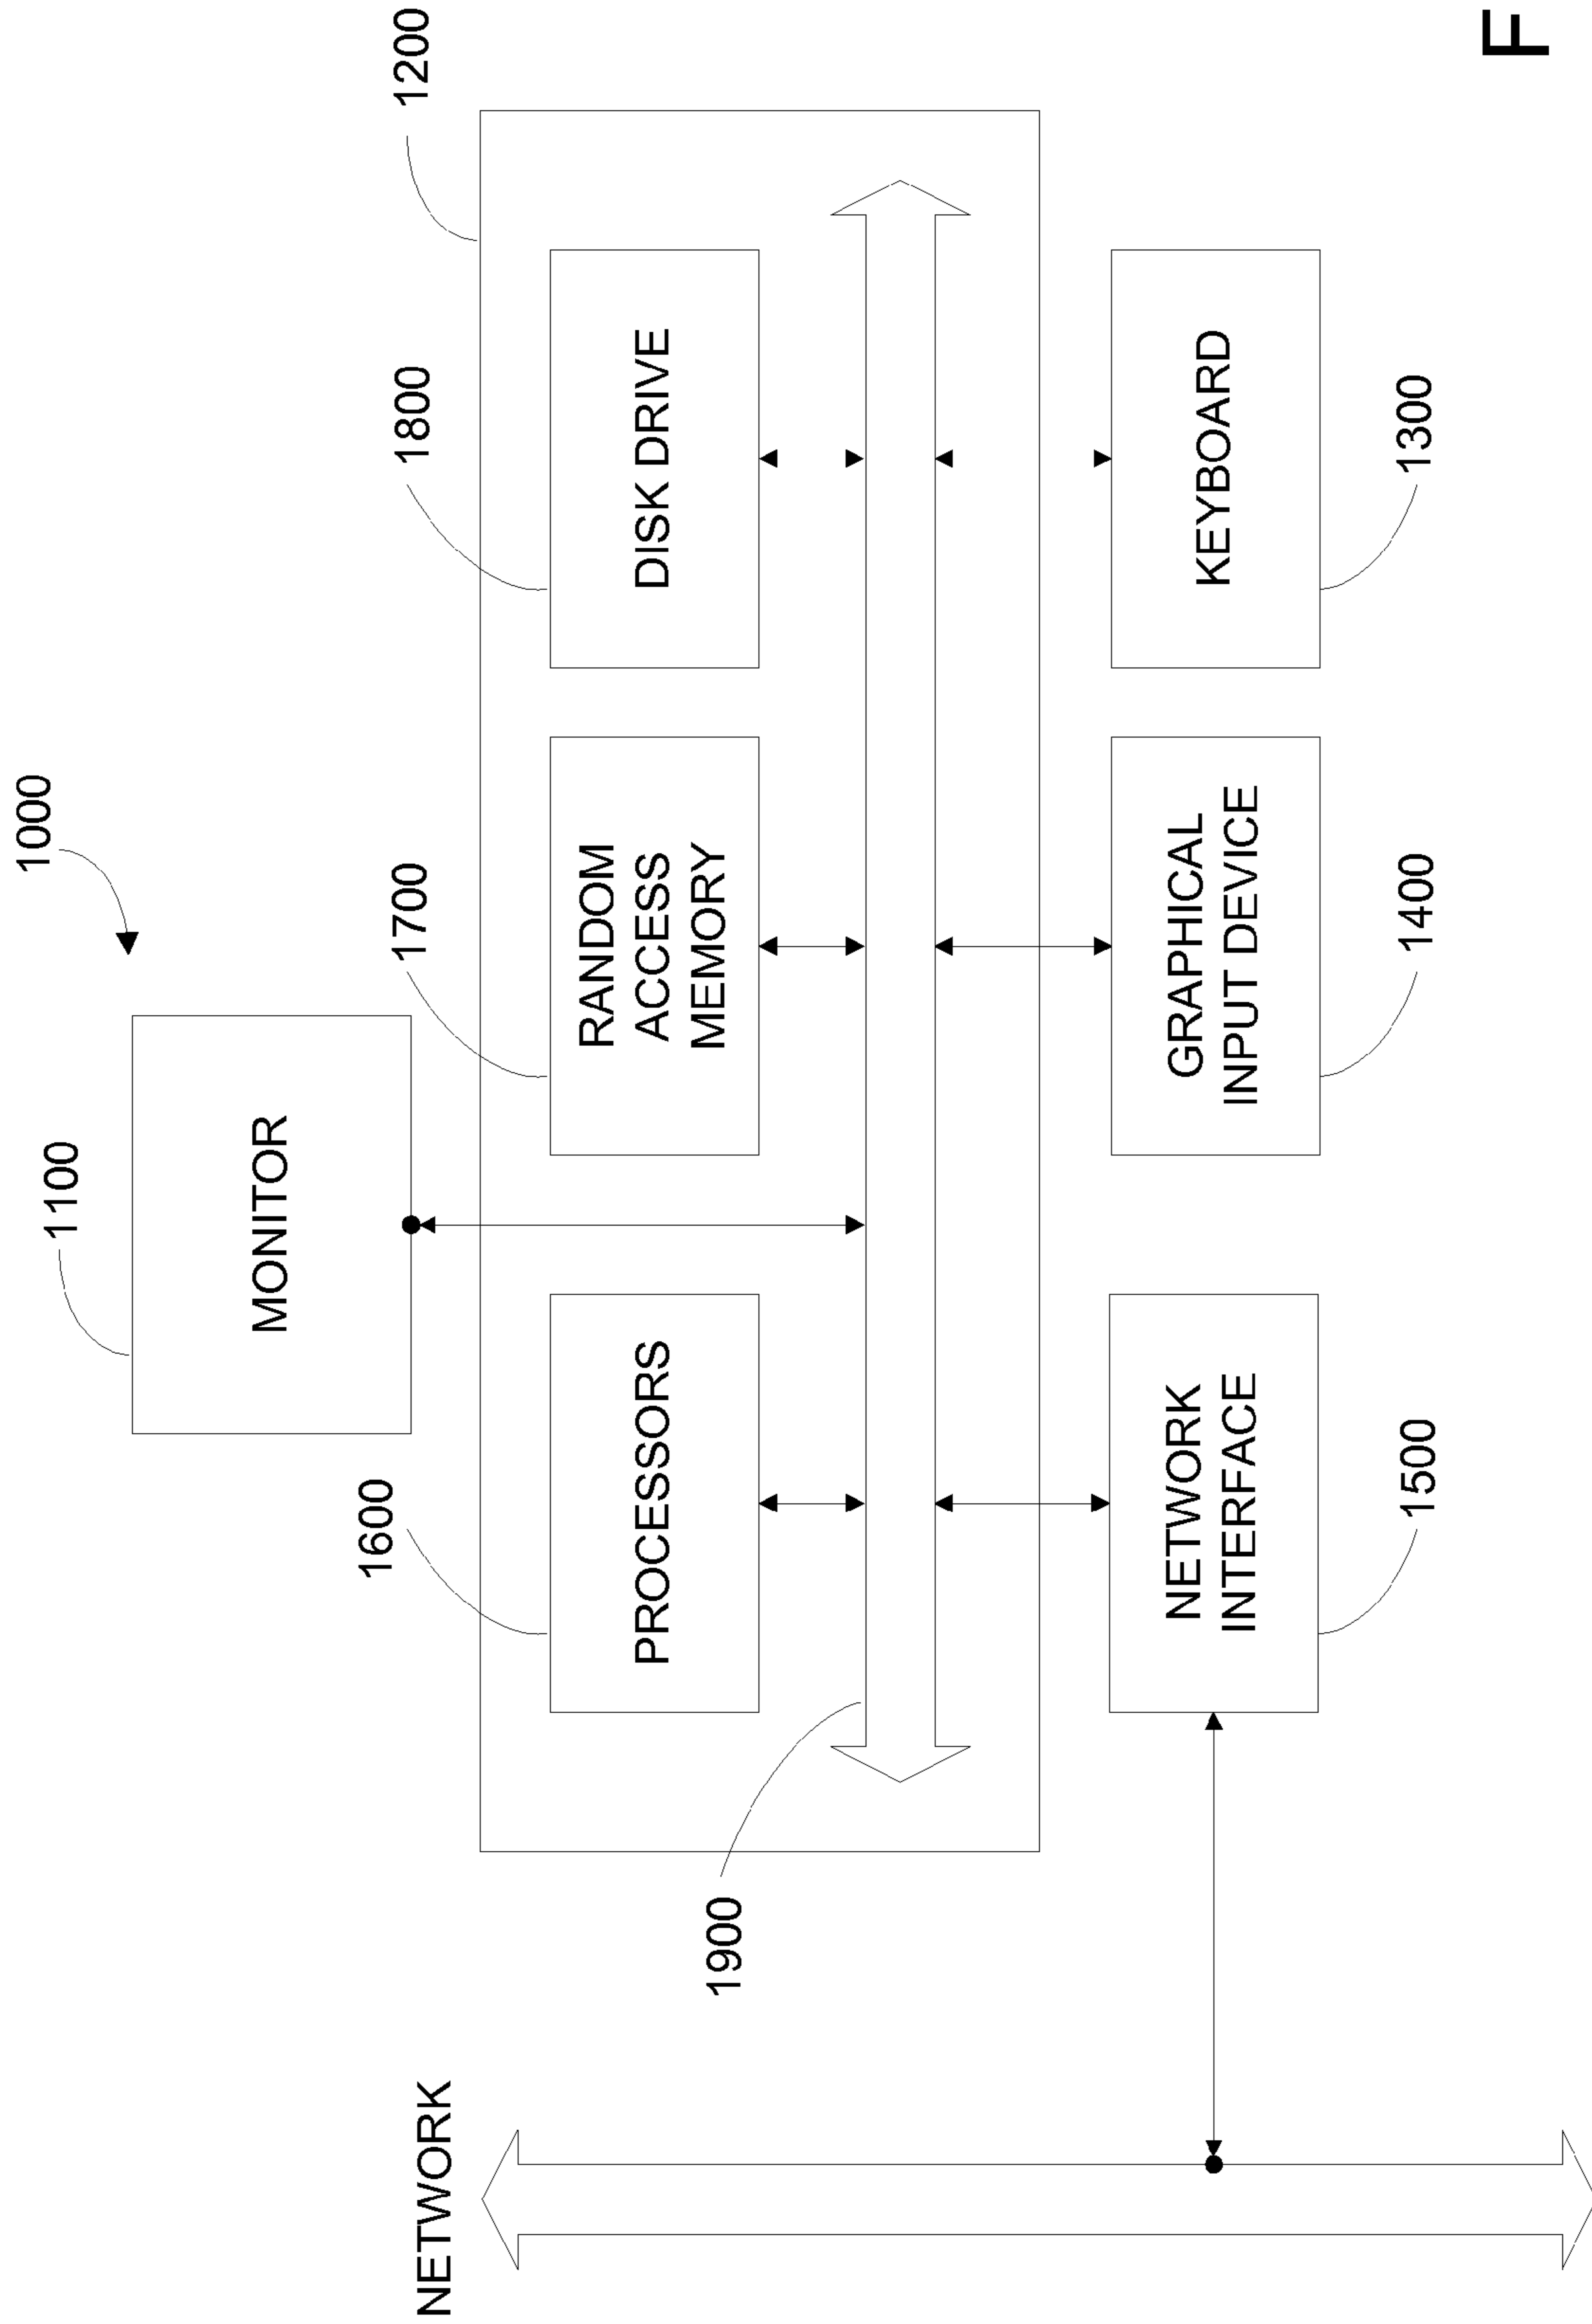 1000
1100
MONITOR
1200
1600
1700
1800
PROCESSORS
RANDOM
ACCESS
MEMORY
DISK DRIVE
1900
NETWORK
NETWORK
INTERFACE
GRAPHICAL
INPUT DEVICE
KEYBOARD
1500
1400
1300
F